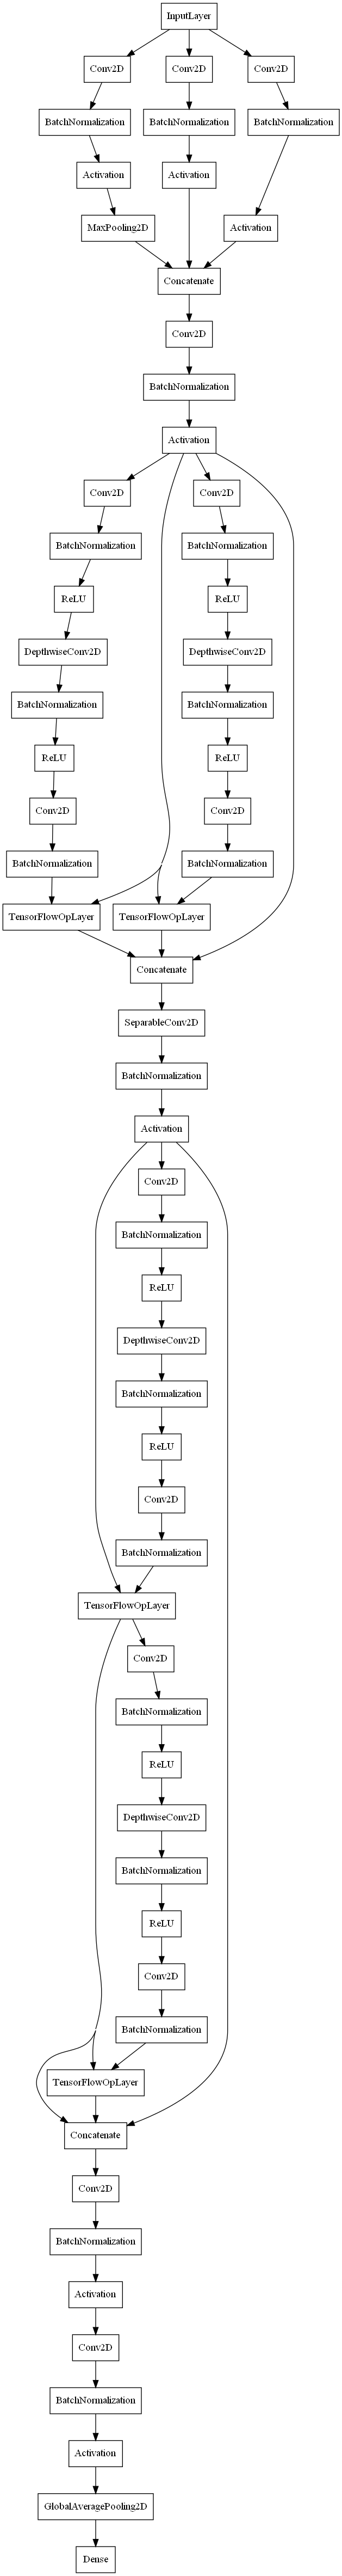 InputLayer
Conv2D
Conv2D
Conv2D
BatchNormalization
BatchNormalization
BatchNormalization
Activation
Activation
MaxPooling2D
Activation
Concatenate
Conv2D
BatchNormalization
Activation
Conv2D
Conv2D
BatchNormalization
BatchNormalization
ReLU
ReLU
DepthwiseConv2D
DepthwiseConv2D
BatchNormalization
BatchNormalization
ReLU
ReLU
Conv2D
Conv2D
BatchNormalization
BatchNormalization
TensorFlowOpLayer
TensorFlowOpLayer
Concatenate
SeparableConv2D
BatchNormalization
Activation
Conv2D
BatchNormalization
ReLU
DepthwiseConv2D
BatchNormalization
ReLU
Conv2D
BatchNormalization
TensorFlowOpLayer
Conv2D
BatchNormalization
ReLU
DepthwiseConv2D
BatchNormalization
ReLU
Conv2D
BatchNormalization
TensorFlowOpLayer
Concatenate
Conv2D
BatchNormalization
Activation
Conv2D
BatchNormalization
Activation
GlobalAveragePooling2D
Dense